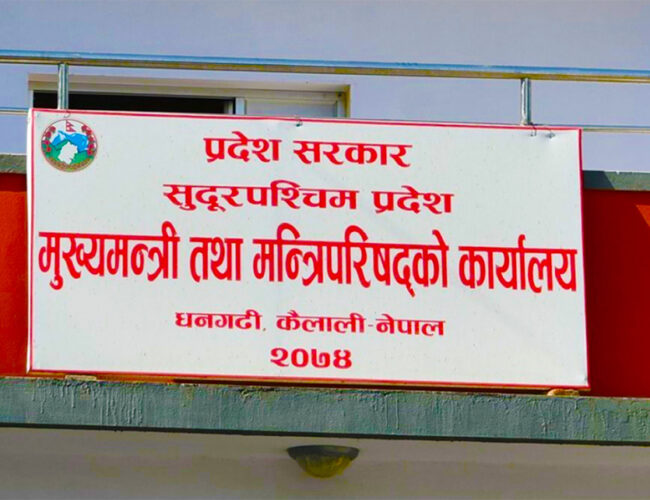 प्रदेश सरकार
सुदूरपश्चिम प्रदेश
मुख्यमन्त्री तथा मन्त्रिपरिषद्को कार्यालय
धनगढी, कैलाली-नेपाल
२०७४